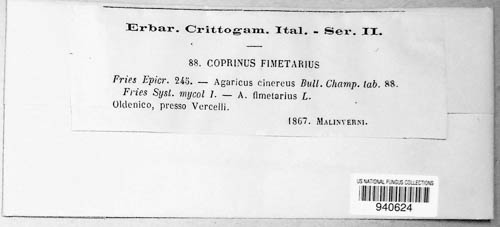 Erbar. Crittogam. Ital. - Ser. II.
88. COPRINUS FIMETARIUS
Fries Epicr. 245. — Agaricus cinereus Bull. Champ. tab. 88.
Fries Syst. mycol I. — A. fimetarius L.
Oldenico, presso Vercelli.
1867. MALINVERNI.
US NATIONAL FUNGUS COLLECTIONS
940624